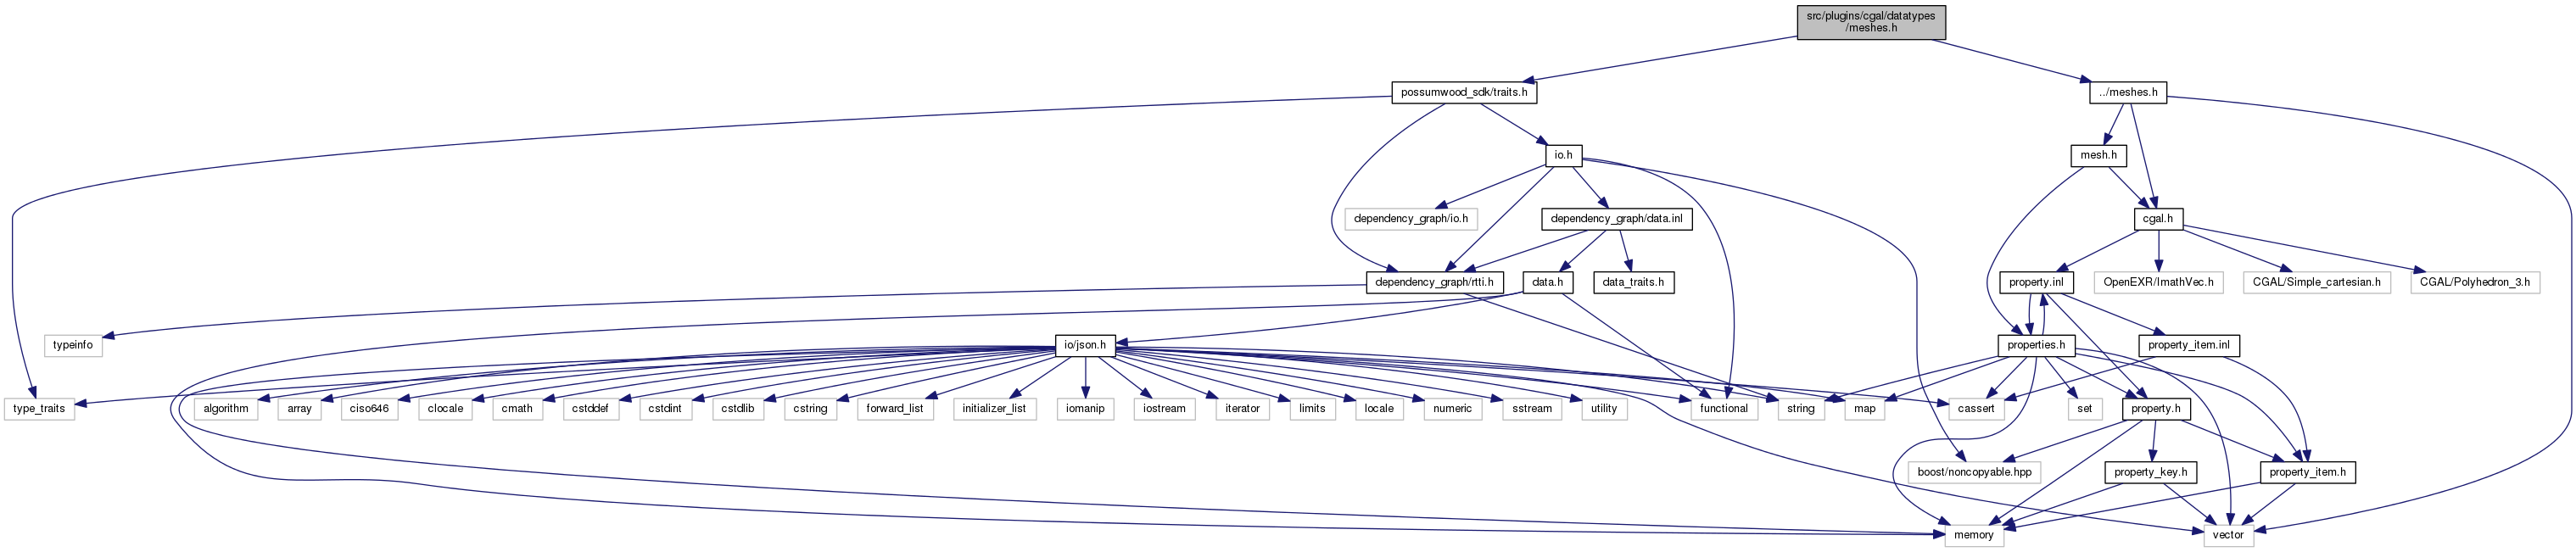 src/plugins/cgal/datatypes
/meshes.h
possumwood_sdk/traits.h
../meshes.h
io.h
mesh.h
dependency_graph/io.h
dependency_graph/data.inl
cgal.h
dependency_graph/rtti.h
data.h
data_traits.h
property.inl
OpenEXR/ImathVec.h
CGAL/Simple_cartesian.h
CGAL/Polyhedron_3.h
typeinfo
io/json.h
properties.h
property_item.inl
type_traits
algorithm
array
ciso646
clocale
cmath
cstddef
cstdint
cstdlib
cstring
forward_list
initializer_list
iomanip
iostream
iterator
limits
locale
numeric
sstream
utility
functional
string
map
cassert
set
property.h
boost/noncopyable.hpp
property_key.h
property_item.h
memory
vector